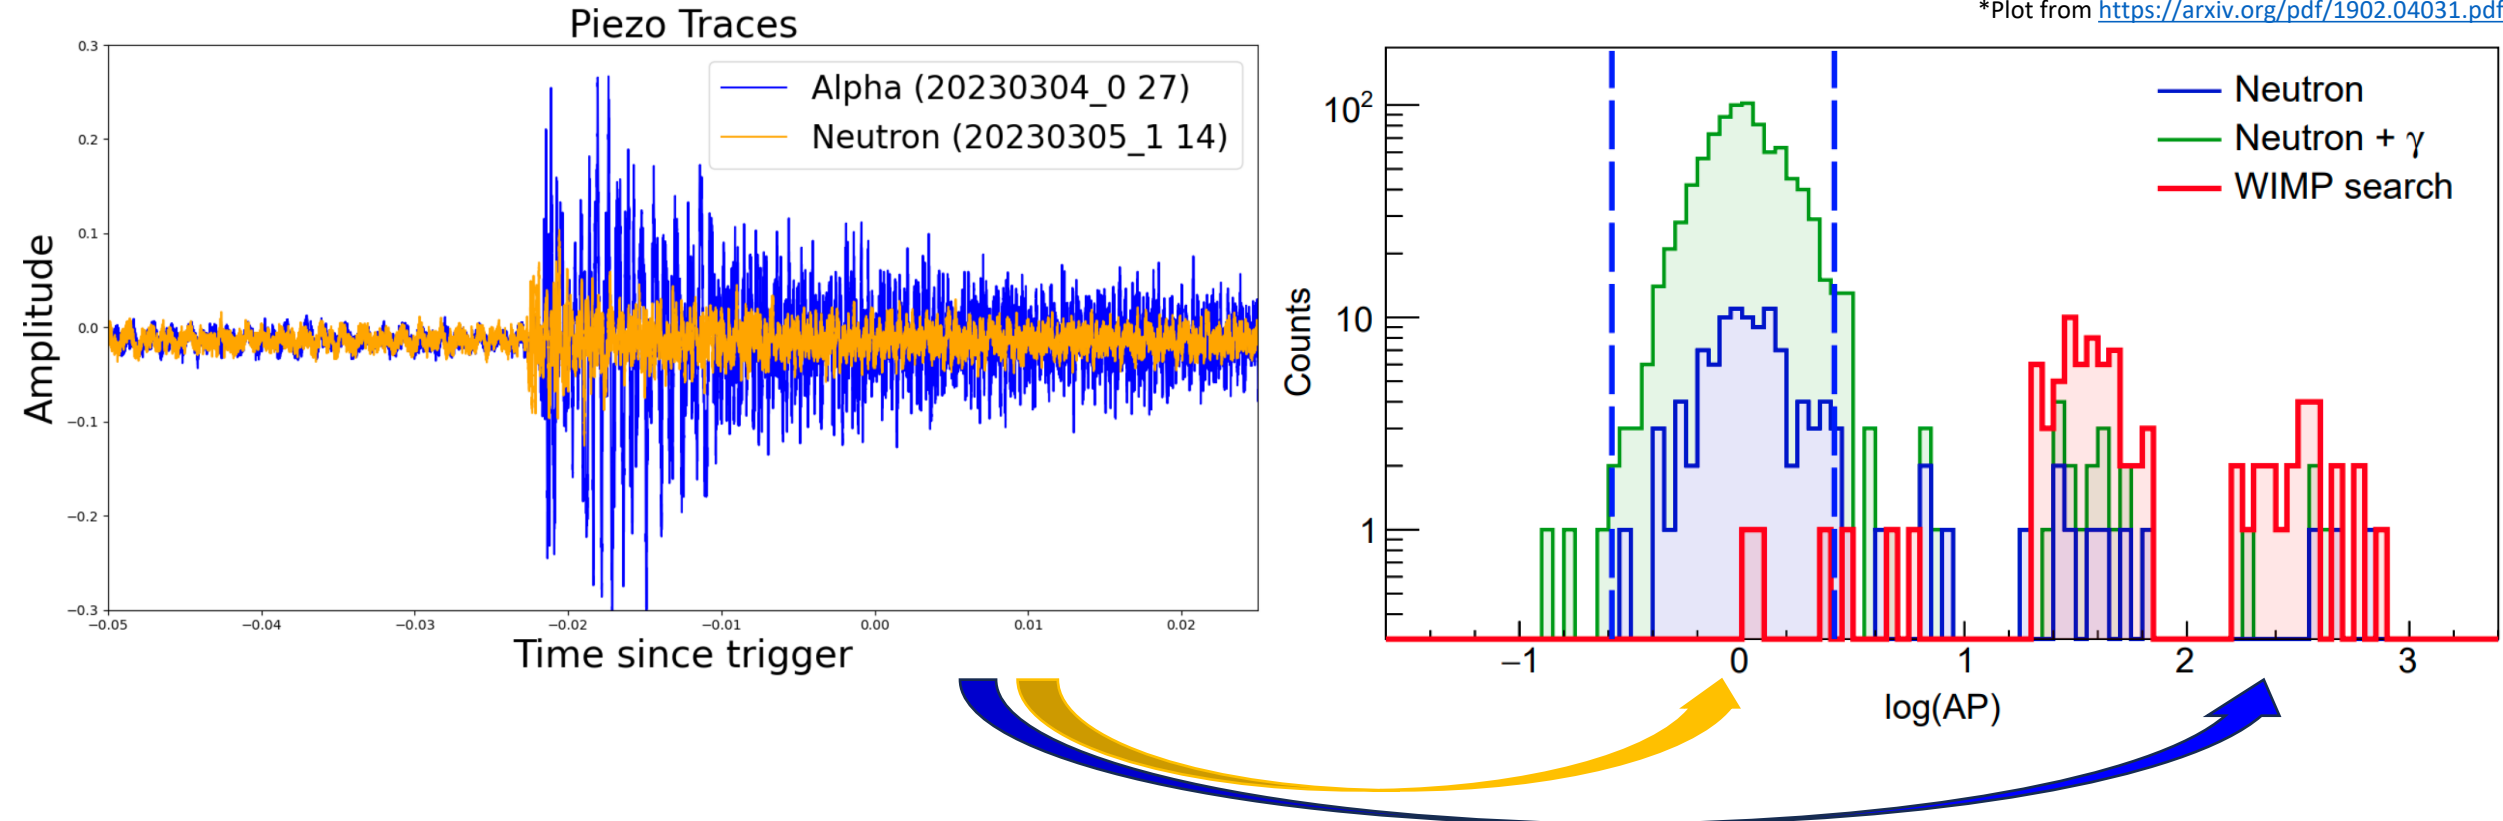 *Plot from https://arxiv.org/pdf/1902.04031.pdf
Piezo Traces
Alpha (20230304_0 27)
Neutron (20230305_1 14)
0.3
0.2
0.1
0.0
−0.1
−0.2
−0.3
Amplitude
−0.05
−0.04
−0.03
−0.02
−0.01
0.00
0.01
0.02
Time since trigger
Neutron
Neutron + γ
WIMP search
10²
10
1
Counts
−1
0
1
2
3
log(AP)